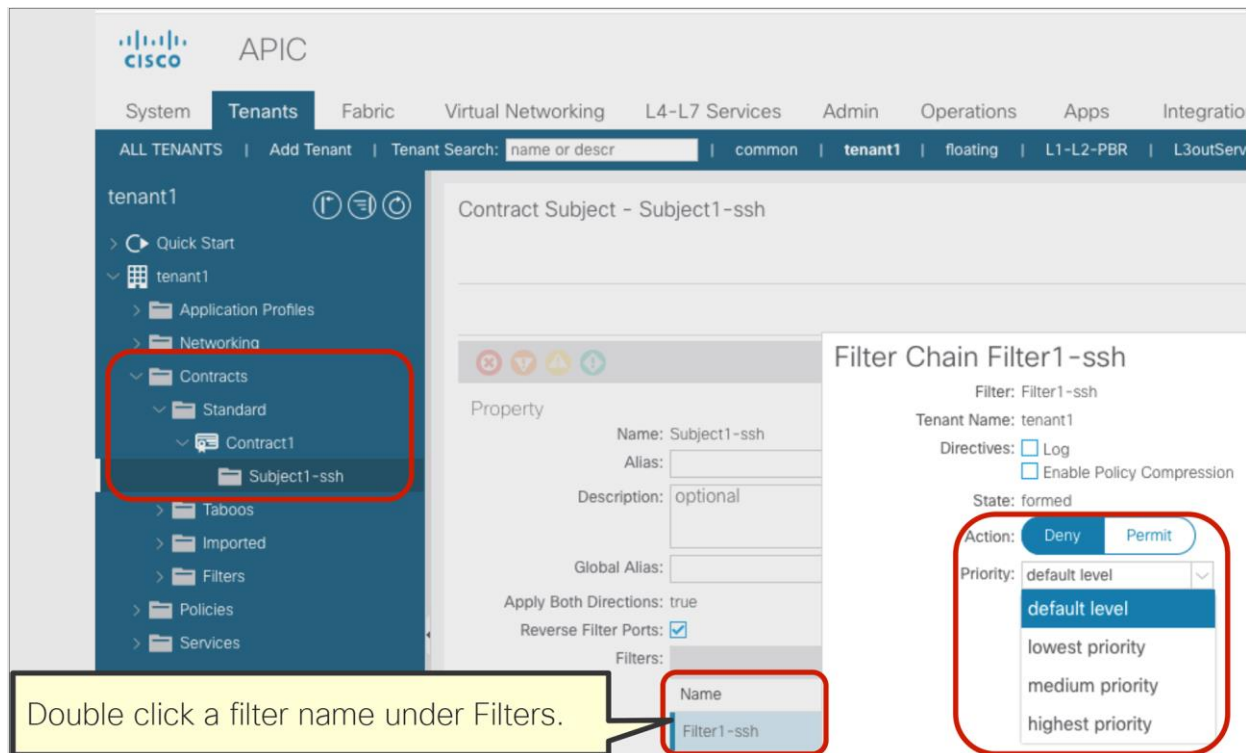 CISCO APIC
System Tenants Fabric Virtual Networking L4-L7 Services Admin Operations Apps Integratio
ALL TENANTS | Add Tenant | Tenant Search: name or descr | common | tenant1 | floating | L1-L2-PBR | L3outServ
tenant1
Quick Start
tenant1
Application Profiles
Networking
Contracts
Standard
Contract1
Subject1-ssh
Taboos
Imported
Filters
Policies
Services
Contract Subject - Subject1-ssh
Property
Name: Subject1-ssh
Alias:
Description: optional
Global Alias:
Apply Both Directions: true
Reverse Filter Ports:
Filters:
Name
Filter1-ssh
Filter Chain Filter1-ssh
Filter: Filter1-ssh
Tenant Name: tenant1
Directives: Log
Enable Policy Compression
State: formed
Action: Deny Permit
Priority: default level
default level
lowest priority
medium priority
highest priority
Double click a filter name under Filters.